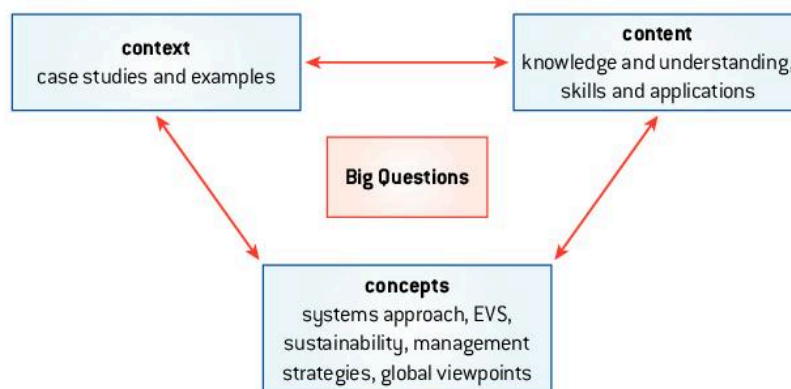 context
case studies and examples
content
knowledge and understanding,
skills and applications
Big Questions
concepts
systems approach, EVS,
sustainability, management
strategies, global viewpoints